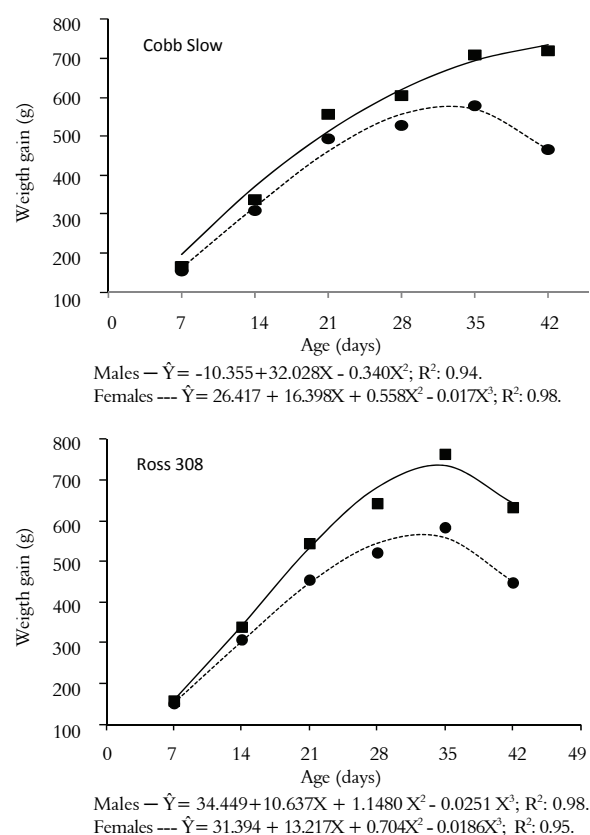 800
Cobb Slow
700
600
500
400
300
200
100
Weigth gain (g)
0 7 14 21 28 35 42
Age (days)
Males — Ŷ= -10.355+32.028X - 0.340X²; R²: 0.94.
Females --- Ŷ= 26.417 + 16.398X + 0.558X² - 0.017X³; R²: 0.98.
800
Ross 308
700
600
500
400
300
200
100
Weigth gain (g)
0 7 14 21 28 35 42 49
Age (days)
Males — Ŷ= 34.449+10.637X + 1.1480 X² - 0.0251 X³; R²: 0.98.
Females --- Ŷ= 31.394 + 13.217X + 0.704X² - 0.0186X³; R²: 0.95.